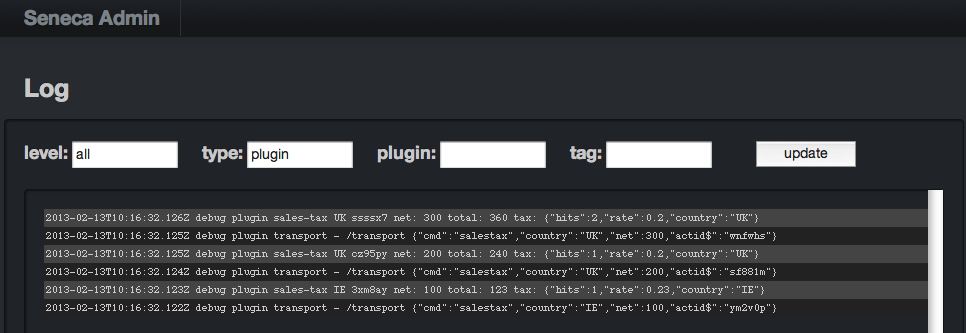 Seneca Admin
Log
level: all type: plugin plugin: tag: update
2013-02-13T10:16:32.126Z debug plugin sales-tax UK ssssx7 net: 300 total: 360 tax: {"hits":2,"rate":0.2,"country":"UK"}
2013-02-13T10:16:32.125Z debug plugin transport - /transport {"cmd":"salestax","country":"UK","net":300,"actid$":"wnfwhs"}
2013-02-13T10:16:32.125Z debug plugin sales-tax UK cz95py net: 200 total: 240 tax: {"hits":1,"rate":0.2,"country":"UK"}
2013-02-13T10:16:32.124Z debug plugin transport - /transport {"cmd":"salestax","country":"UK","net":200,"actid$":"sf881m"}
2013-02-13T10:16:32.123Z debug plugin sales-tax IE 3xm8ay net: 100 total: 123 tax: {"hits":1,"rate":0.23,"country":"IE"}
2013-02-13T10:16:32.122Z debug plugin transport - /transport {"cmd":"salestax","country":"IE","net":100,"actid$":"ym2v0p"}